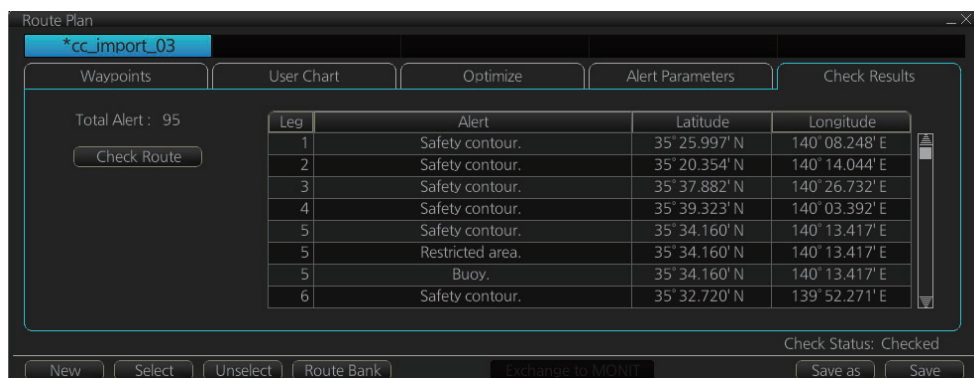 Route Plan
*cc_import_03
Waypoints User Chart Optimize Alert Parameters Check Results
Total Alert : 95
Check Route
Leg Alert Latitude Longitude
1 Safety contour. 35°25.997' N 140°08.248' E
2 Safety contour. 35°20.354' N 140°14.044' E
3 Safety contour. 35°37.882' N 140°26.732' E
4 Safety contour. 35°39.323' N 140°03.392' E
5 Safety contour. 35°34.160' N 140°13.417' E
5 Restricted area. 35°34.160' N 140°13.417' E
5 Buoy. 35°34.160' N 140°13.417' E
6 Safety contour. 35°32.720' N 139°52.271' E
Check Status: Checked
New Select Unselect Route Bank Exchange to MONIT Save as Save